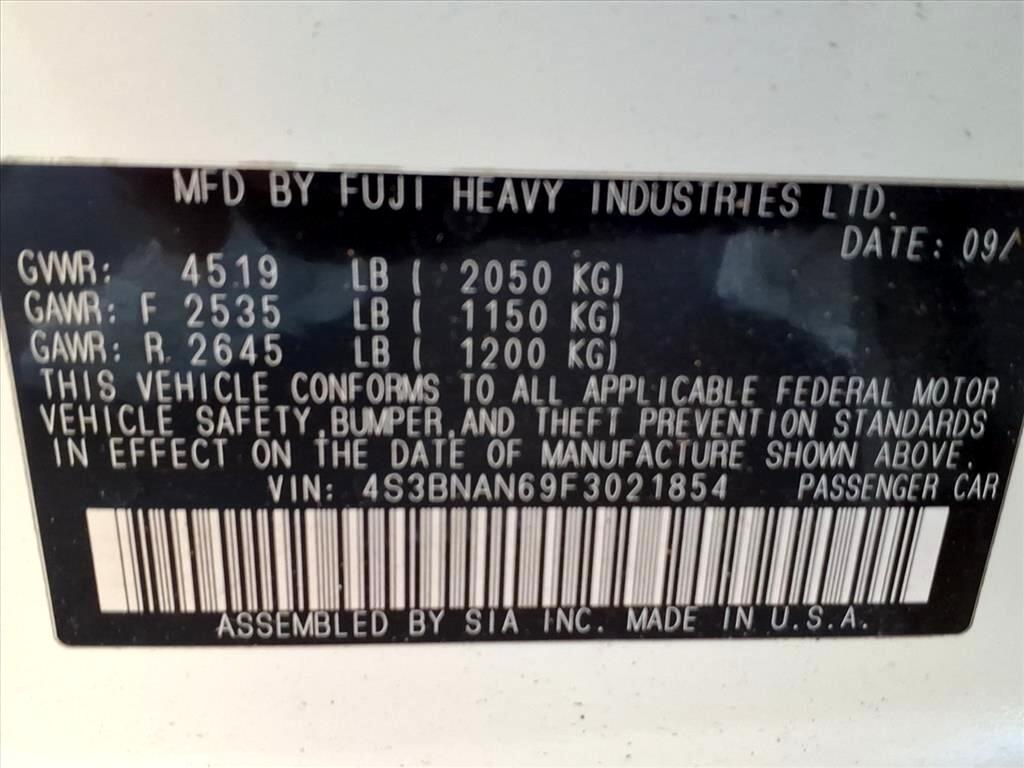 MFD BY FUJI HEAVY INDUSTRIES LTD.
DATE: 09/
GVWR: 4519 LB ( 2050 KG)
GAWR: F 2535 LB ( 1150 KG)
GAWR: R 2645 LB ( 1200 KG)
THIS VEHICLE CONFORMS TO ALL APPLICABLE FEDERAL MOTOR
VEHICLE SAFETY, BUMPER, AND THEFT PREVENTION STANDARDS
IN EFFECT ON THE DATE OF MANUFACTURE SHOWN ABOVE.
VIN: 4S3BNAN69F3021854 PASSENGER CAR
ASSEMBLED BY SIA INC. MADE IN U.S.A.